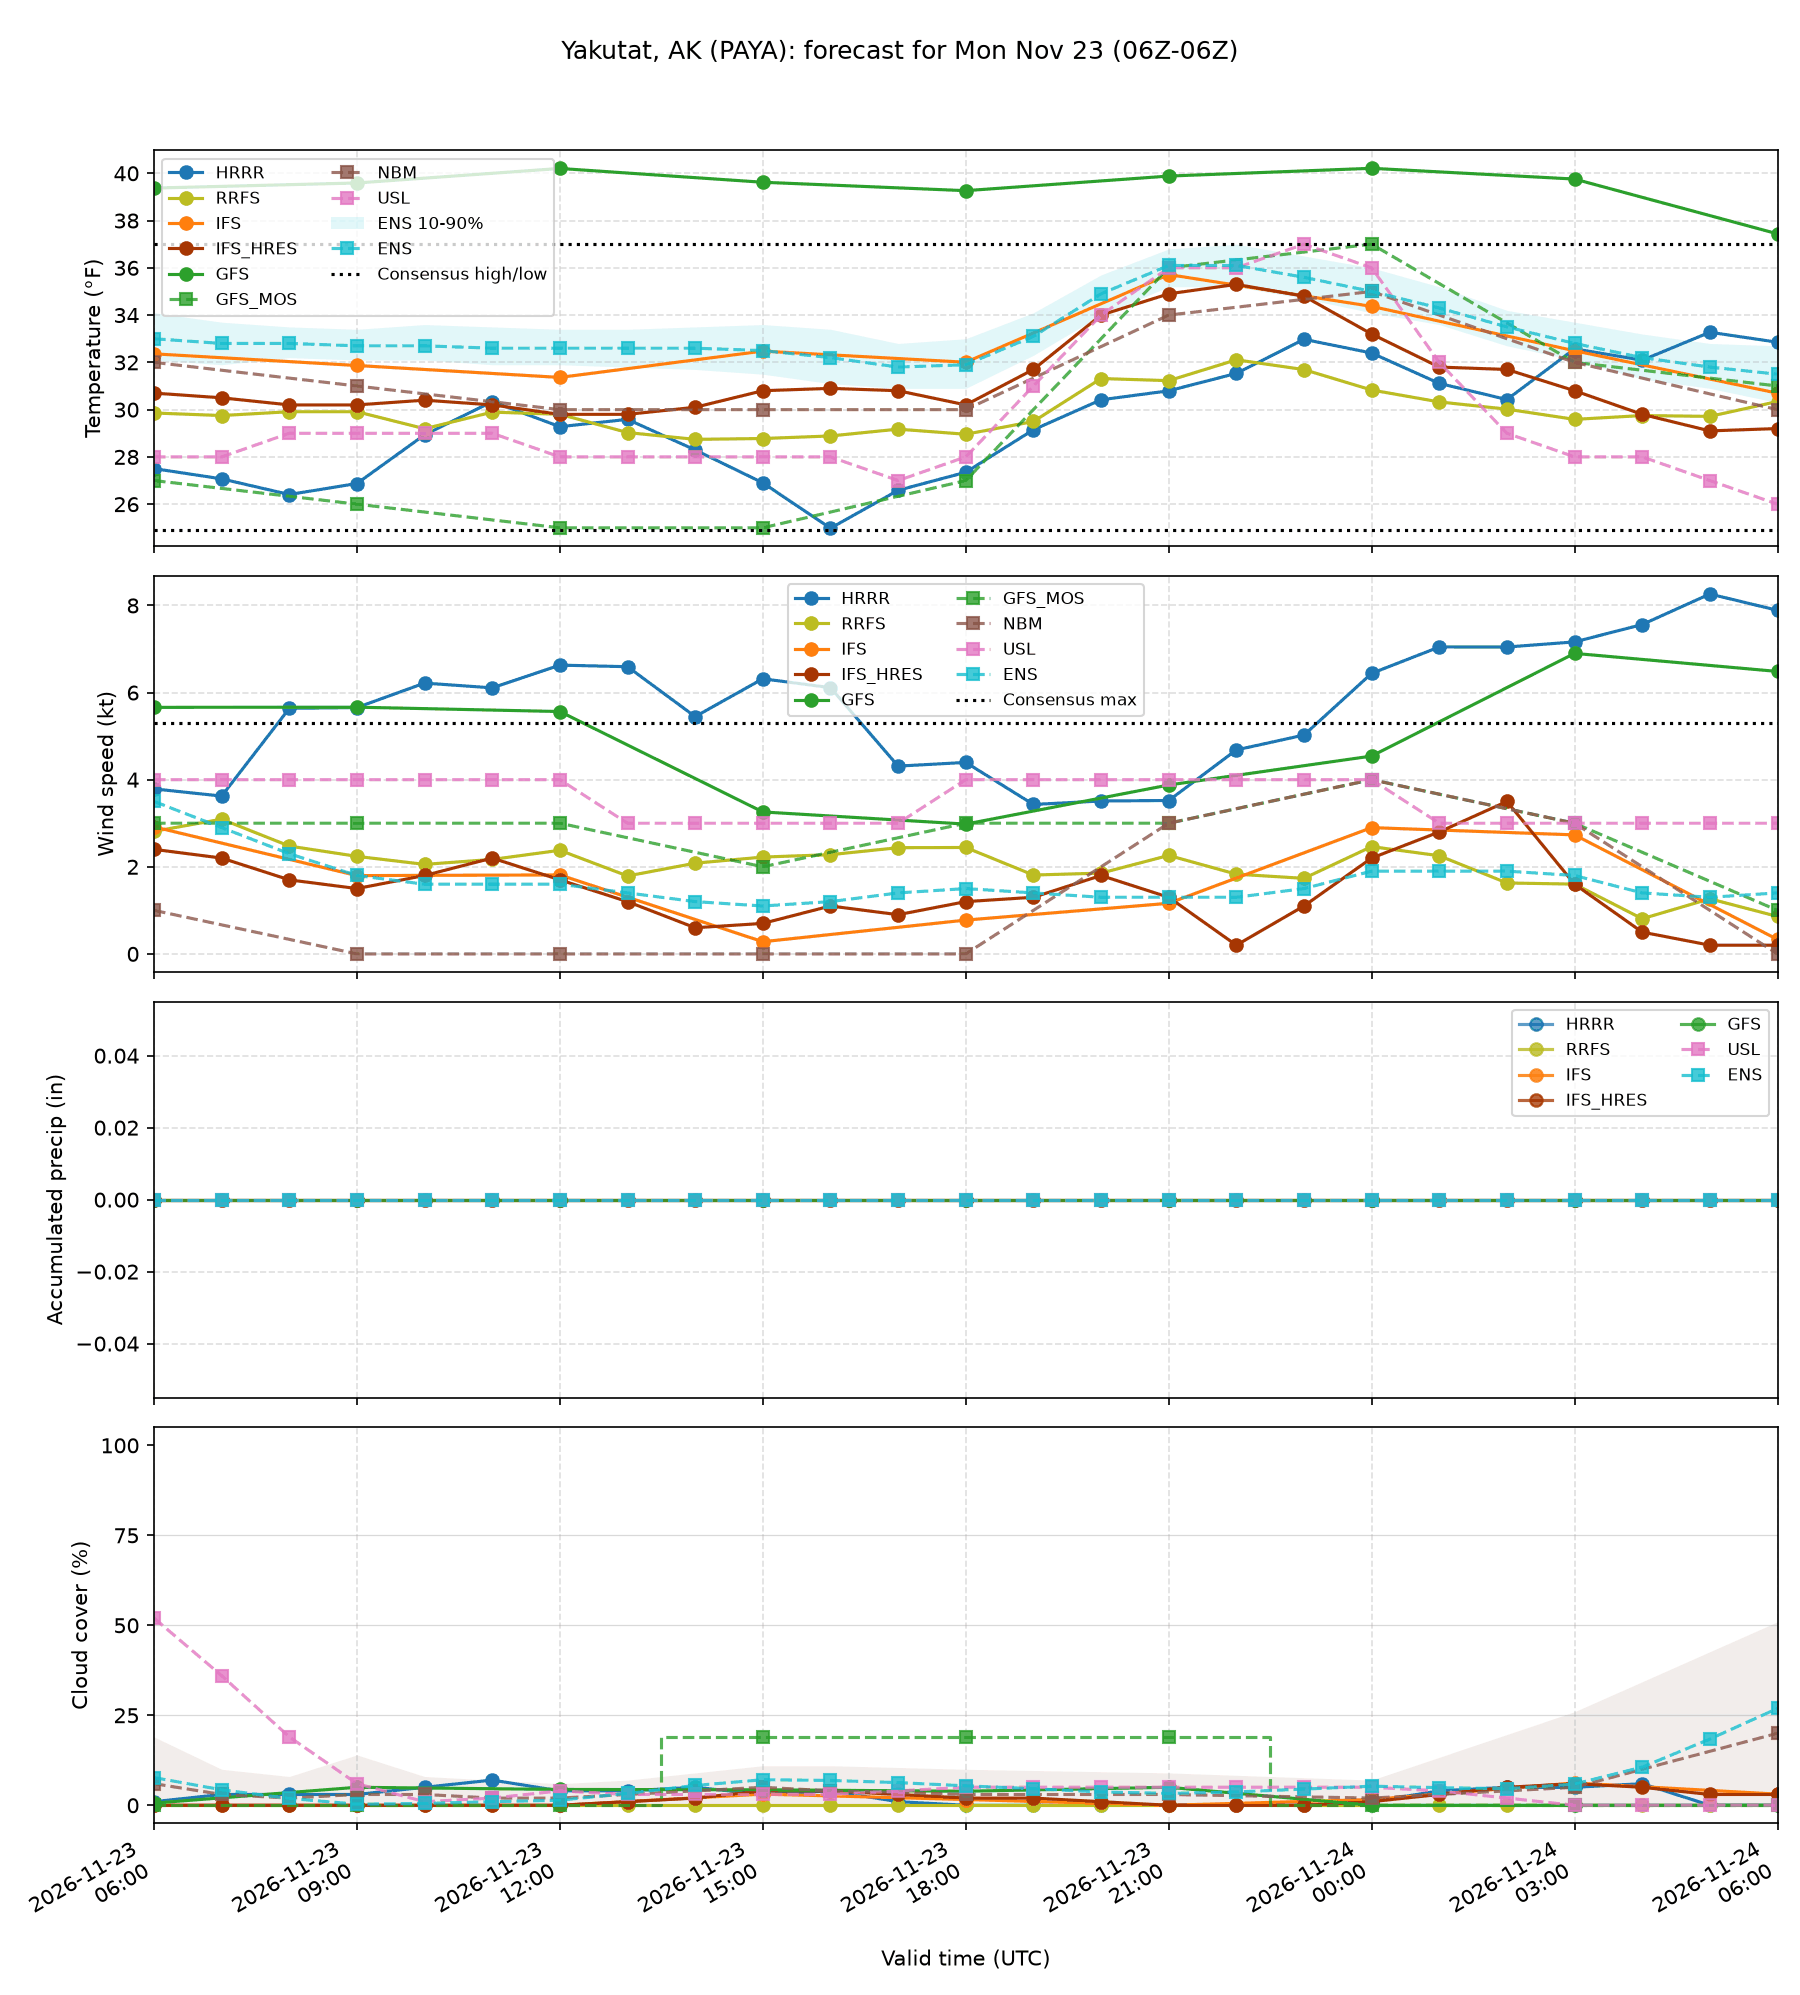 Yakutat, AK (PAYA): forecast for Mon Nov 23 (06Z-06Z)
Temperature (°F)
40
38
36
34
32
30
28
26
HRRR
RRFS
IFS
IFS_HRES
GFS
GFS_MOS
NBM
USL
ENS 10-90%
ENS
Consensus high/low
Wind speed (kt)
8
6
4
2
0
HRRR
RRFS
IFS
IFS_HRES
GFS
GFS_MOS
NBM
USL
ENS
Consensus max
Accumulated precip (in)
0.04
0.02
0.00
−0.02
−0.04
HRRR
RRFS
IFS
IFS_HRES
GFS
USL
ENS
Cloud cover (%)
100
75
50
25
0
2026-11-23
06:00
2026-11-23
09:00
2026-11-23
12:00
2026-11-23
15:00
2026-11-23
18:00
2026-11-23
21:00
2026-11-24
00:00
2026-11-24
03:00
2026-11-24
06:00
Valid time (UTC)